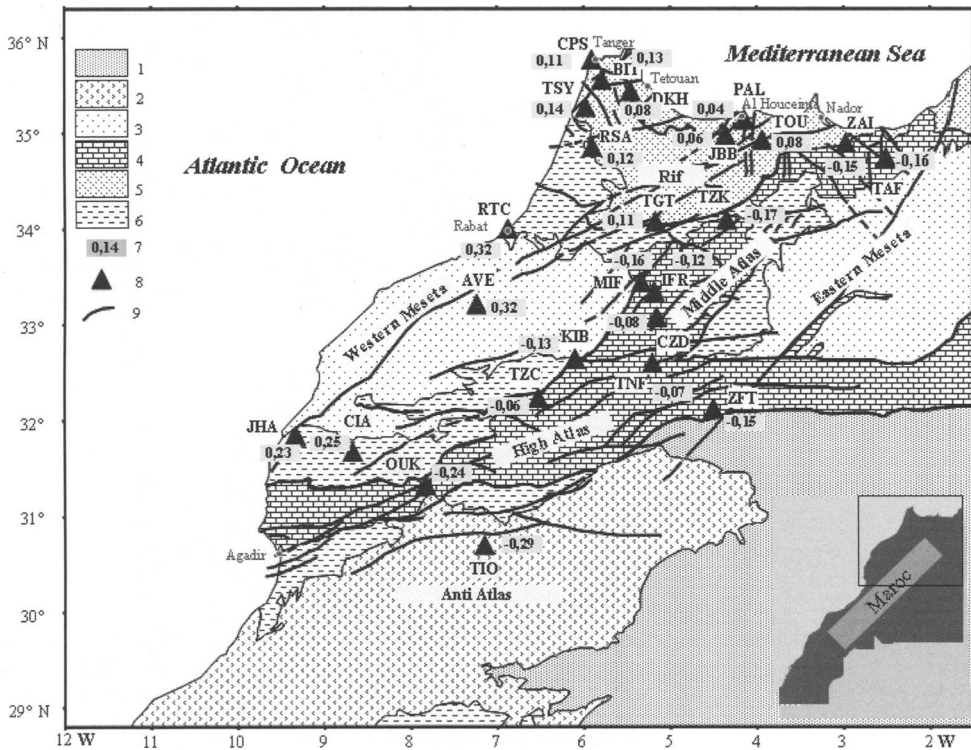 36° N
CPS
Tanger
0,13
Mediterranean Sea
0,11
BIT
Tetouan
TSY
DKH
PAL
Al Houceima
Nador
0,14
0,08
0,04
TOU
ZAI
35°
RSA
0,06
JBB
0,08
0,12
-0,15
-0,16
Atlantic Ocean
Rif
TAF
TGT
TZK
RTC
0,11
-0,17
34°
Rabat
0,32
-0,16
-0,12
AVE
MIF
IFR
Middle Atlas
Eastern Meseta
Western Meseta
0,32
33°
-0,08
-0,13
KIB
CZD
TZC
TNF
-0,07
ZFT
32°
-0,06
-0,15
JHA
CIA
-0,25
0,23
High Atlas
OUK
-0,24
31°
Agadir
-0,29
TIO
Anti Atlas
30°
29° N
1
2
3
4
5
6
0,14 7
8
9
Maroc
12 W 11 10 9 8 7 6 5 4 3 2 W